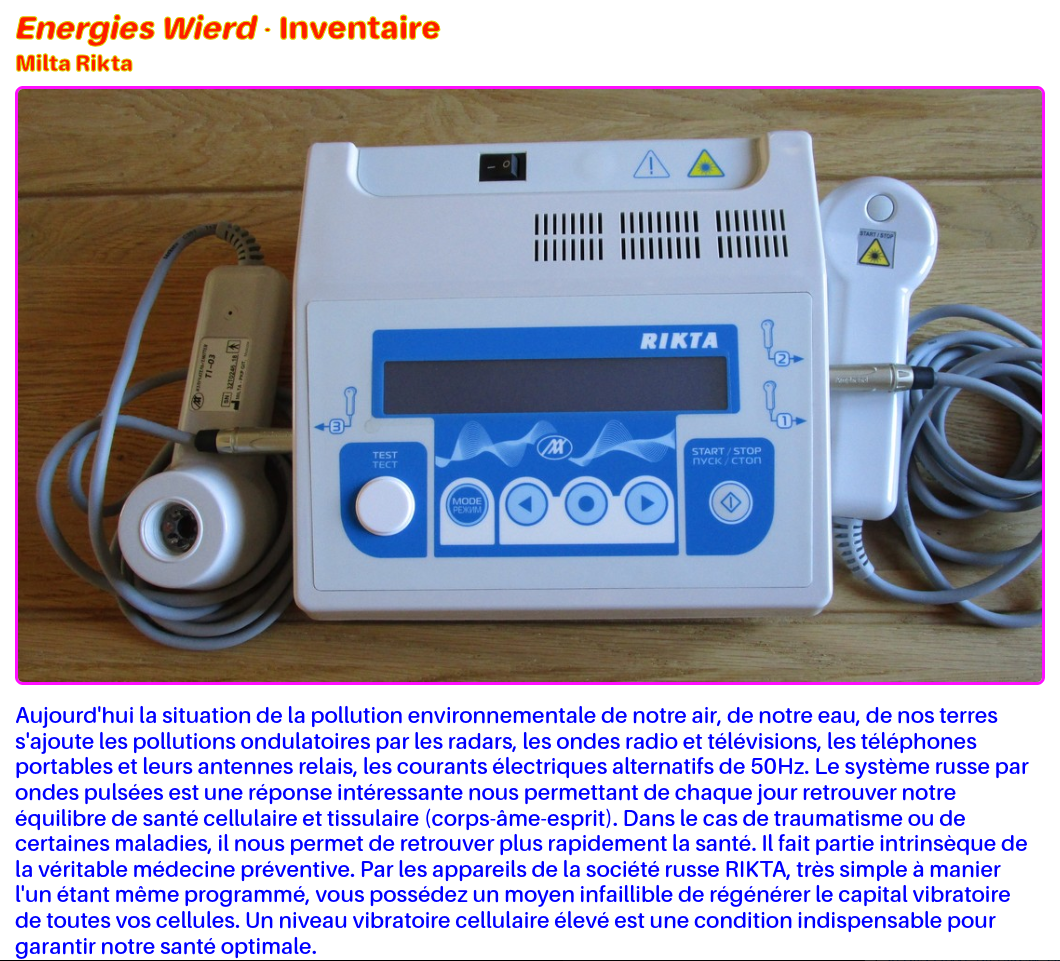 Energies Wierd · Inventaire
Milta Rikta
START / STOP
RIKTA
TI-03
2
3
1
TEST
ТЕСТ
START / STOP
ПУСК / СТОП
MODE
РЕЖИМ
Aujourd'hui la situation de la pollution environnementale de notre air, de notre eau, de nos terres
s'ajoute les pollutions ondulatoires par les radars, les ondes radio et télévisions, les téléphones
portables et leurs antennes relais, les courants électriques alternatifs de 50Hz. Le système russe par
ondes pulsées est une réponse intéressante nous permettant de chaque jour retrouver notre
équilibre de santé cellulaire et tissulaire (corps-âme-esprit). Dans le cas de traumatisme ou de
certaines maladies, il nous permet de retrouver plus rapidement la santé. Il fait partie intrinsèque de
la véritable médecine préventive. Par les appareils de la société russe RIKTA, très simple à manier
l'un étant même programmé, vous possédez un moyen infaillible de régénérer le capital vibratoire
de toutes vos cellules. Un niveau vibratoire cellulaire élevé est une condition indispensable pour
garantir notre santé optimale.